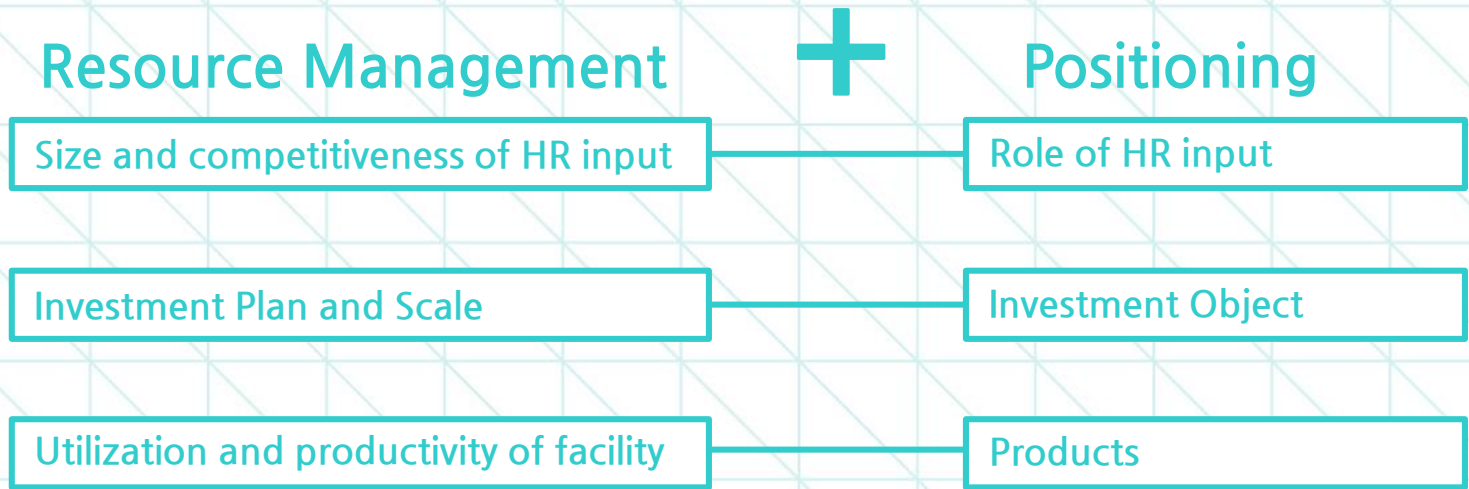 Resource Management + Positioning
Size and competitiveness of HR input
Role of HR input
Investment Plan and Scale
Investment Object
Utilization and productivity of facility
Products